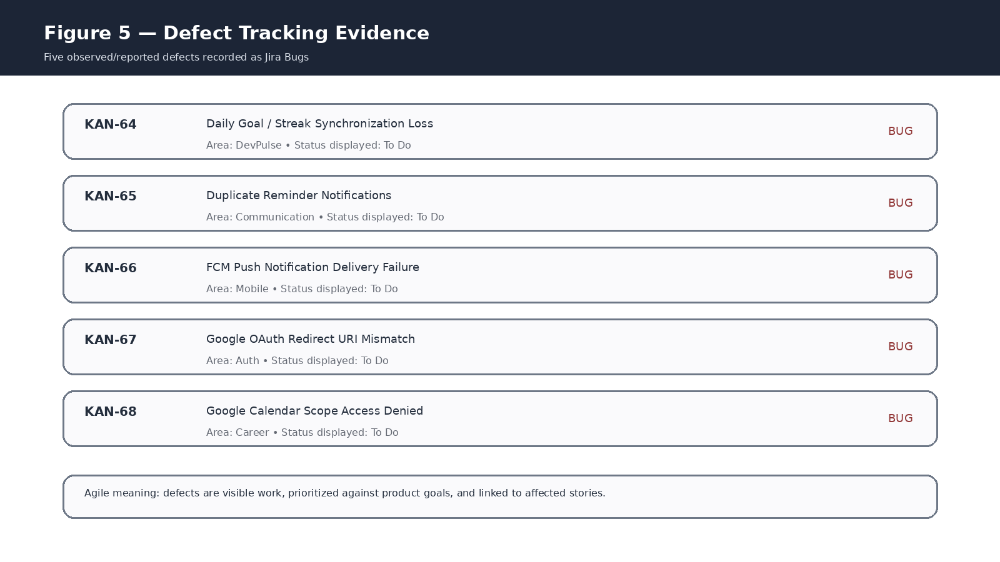 Figure 5 — Defect Tracking Evidence
Five observed/reported defects recorded as Jira Bugs
KAN-64
Daily Goal / Streak Synchronization Loss
Area: DevPulse • Status displayed: To Do
BUG
KAN-65
Duplicate Reminder Notifications
Area: Communication • Status displayed: To Do
BUG
KAN-66
FCM Push Notification Delivery Failure
Area: Mobile • Status displayed: To Do
BUG
KAN-67
Google OAuth Redirect URI Mismatch
Area: Auth • Status displayed: To Do
BUG
KAN-68
Google Calendar Scope Access Denied
Area: Career • Status displayed: To Do
BUG
Agile meaning: defects are visible work, prioritized against product goals, and linked to affected stories.